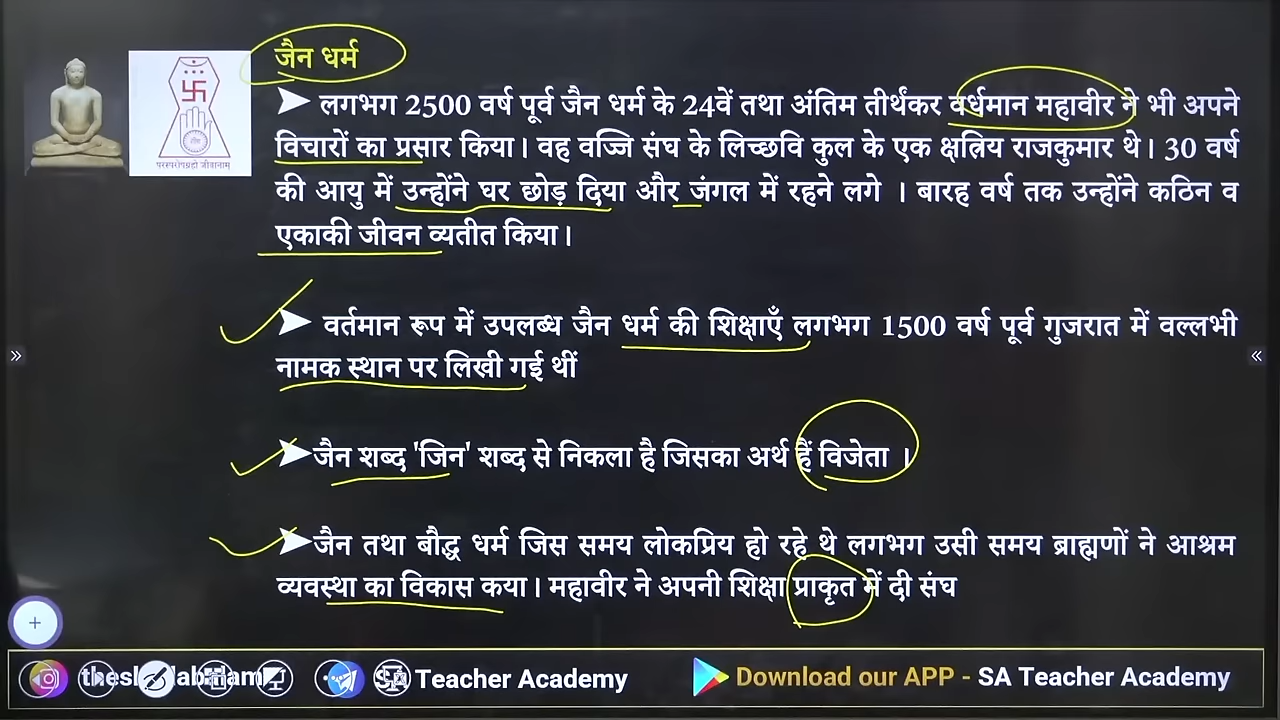 जैन धर्म
➤ लगभग 2500 वर्ष पूर्व जैन धर्म के 24वें तथा अंतिम तीर्थंकर वर्धमान महावीर ने भी अपने
विचारों का प्रसार किया। वह वज्जि संघ के लिच्छवि कुल के एक क्षत्रिय राजकुमार थे। 30 वर्ष
की आयु में उन्होंने घर छोड़ दिया और जंगल में रहने लगे । बारह वर्ष तक उन्होंने कठिन व
एकाकी जीवन व्यतीत किया।
परस्परोपग्रहो जीवानाम्
➤ वर्तमान रूप में उपलब्ध जैन धर्म की शिक्षाएँ लगभग 1500 वर्ष पूर्व गुजरात में वल्लभी
नामक स्थान पर लिखी गई थीं
➤जैन शब्द 'जिन' शब्द से निकला है जिसका अर्थ हैं विजेता ।
➤जैन तथा बौद्ध धर्म जिस समय लोकप्रिय हो रहे थे लगभग उसी समय ब्राह्मणों ने आश्रम
व्यवस्था का विकास कया। महावीर ने अपनी शिक्षा प्राकृत में दी संघ
Teacher Academy
Download our APP - SA Teacher Academy